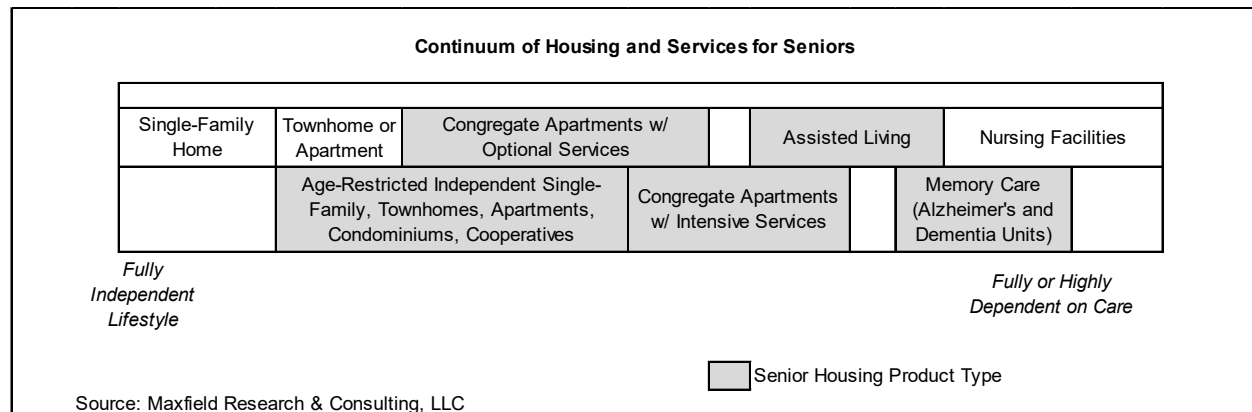 Continuum of Housing and Services for Seniors
Single-Family
Home
Townhome or
Apartment
Congregate Apartments w/
Optional Services
Assisted Living
Nursing Facilities
Age-Restricted Independent Single-
Family, Townhomes, Apartments,
Condominiums, Cooperatives
Congregate Apartments
w/ Intensive Services
Memory Care
(Alzheimer's and
Dementia Units)
Fully
Independent
Lifestyle
Fully or Highly
Dependent on Care
Senior Housing Product Type
Source: Maxfield Research & Consulting, LLC